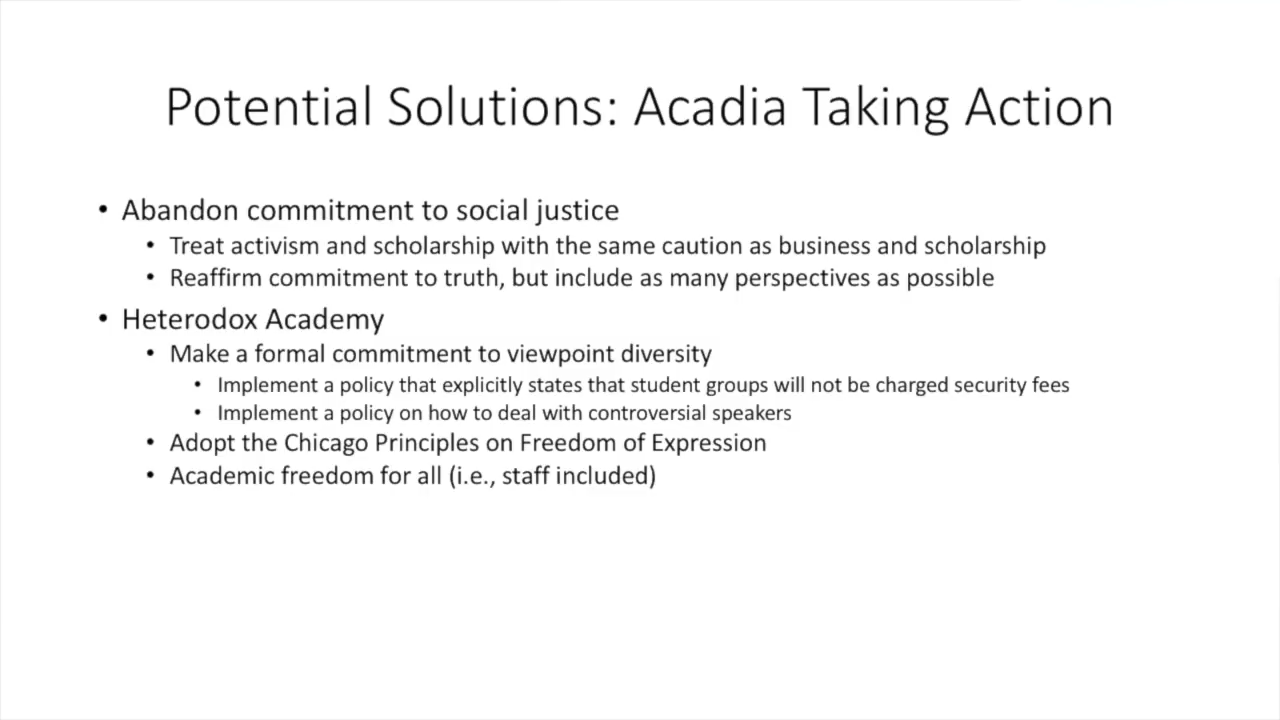 Potential Solutions: Acadia Taking Action
• Abandon commitment to social justice
• Treat activism and scholarship with the same caution as business and scholarship
• Reaffirm commitment to truth, but include as many perspectives as possible
• Heterodox Academy
• Make a formal commitment to viewpoint diversity
• Implement a policy that explicitly states that student groups will not be charged security fees
• Implement a policy on how to deal with controversial speakers
• Adopt the Chicago Principles on Freedom of Expression
• Academic freedom for all (i.e., staff included)